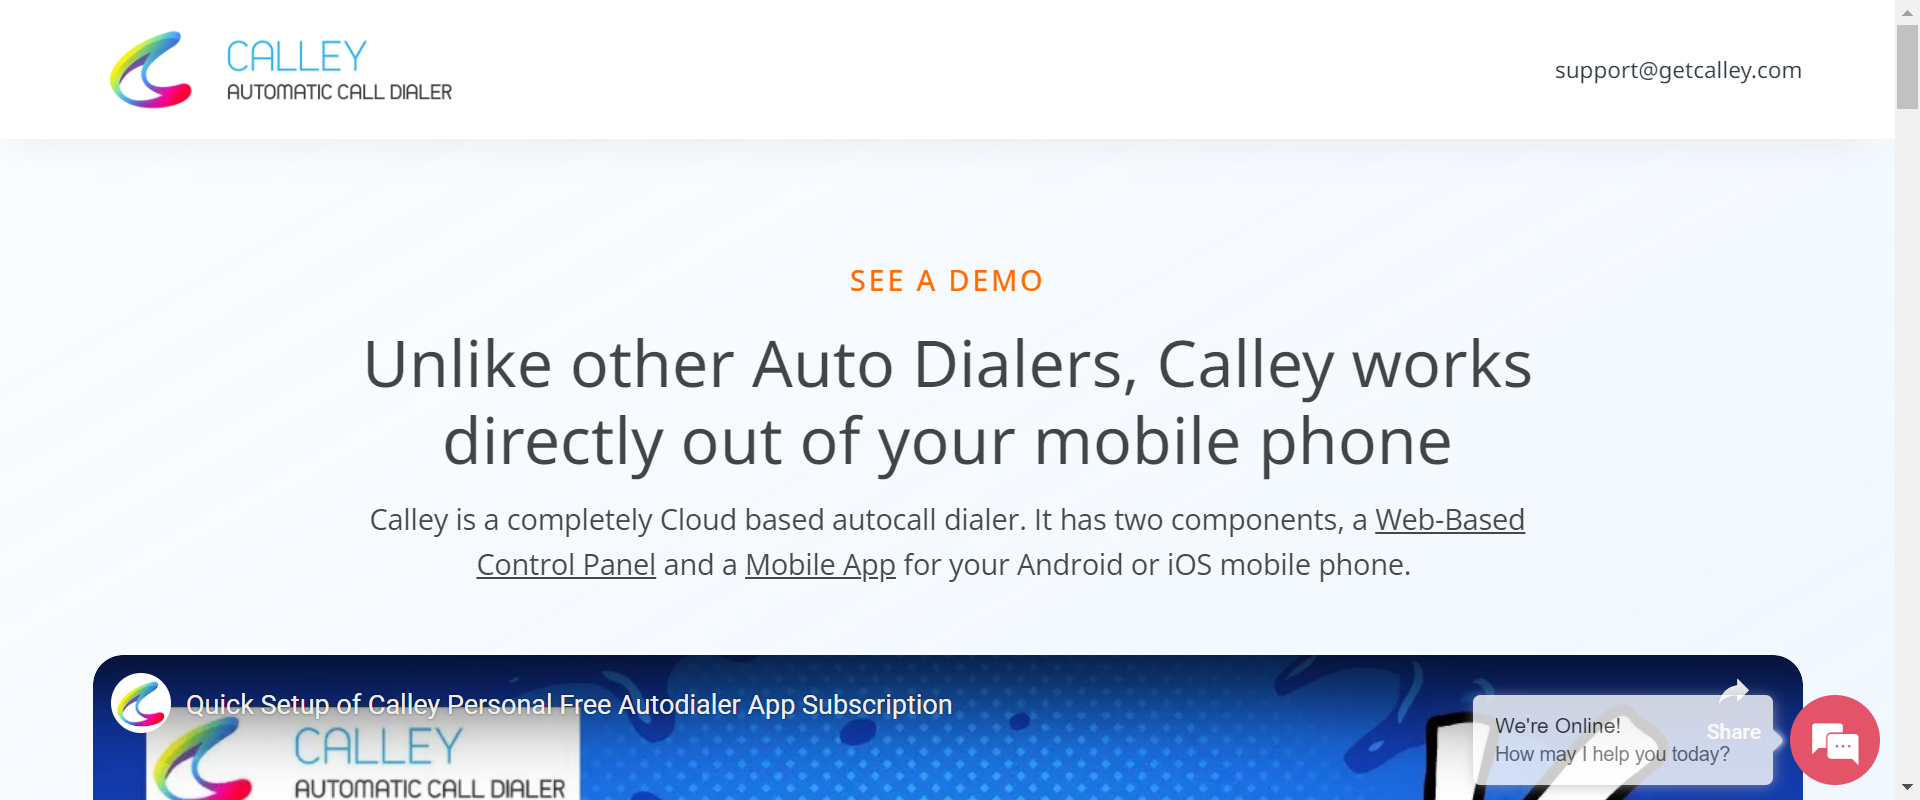 CALLEY
AUTOMATIC CALL DIALER
support@getcalley.com
SEE A DEMO
Unlike other Auto Dialers, Calley works
directly out of your mobile phone
Calley is a completely Cloud based autocall dialer. It has two components, a Web-Based
Control Panel and a Mobile App for your Android or iOS mobile phone.
Quick Setup of Calley Personal Free Autodialer App Subscription
CALLEY
AUTOMATIC CALL DIALER
Share
We're Online!
How may I help you today?